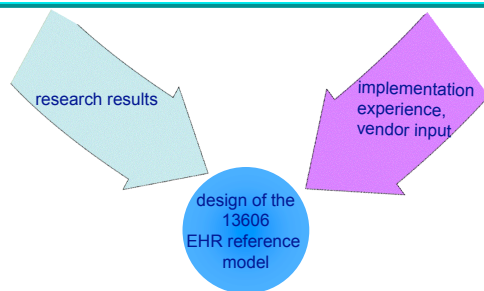 research results
implementation
experience,
vendor input
design of the
13606
EHR reference
model